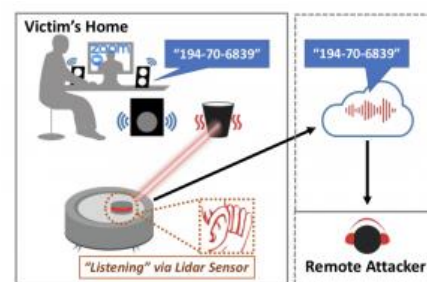 Victim's Home
zoom
"194-70-6839"
"194-70-6839"
"Listening" via Lidar Sensor
Remote Attacker